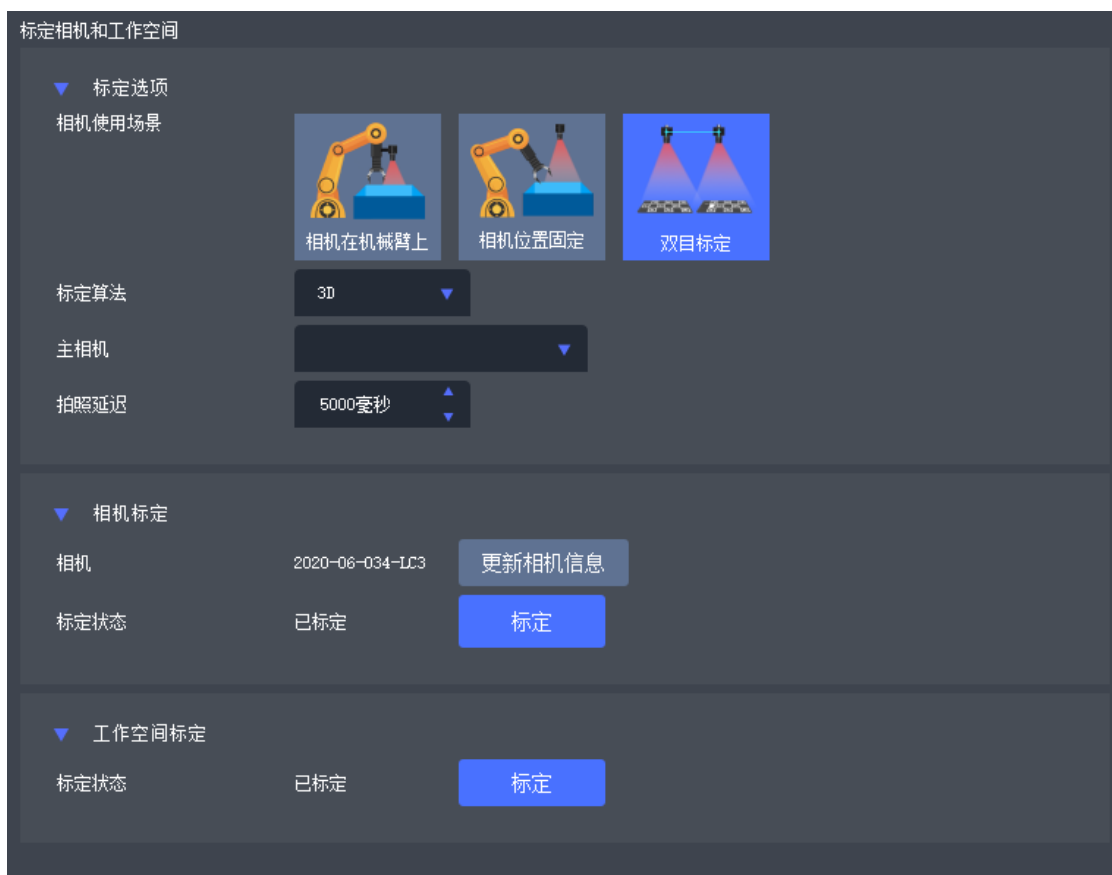 标定相机和工作空间
标定选项
相机使用场景
相机在机械臂上 相机位置固定 双目标定
标定算法 3D
主相机
拍照延迟 5000毫秒
相机标定
相机 2020-06-034-LC3 更新相机信息
标定状态 已标定 标定
工作空间标定
标定状态 已标定 标定